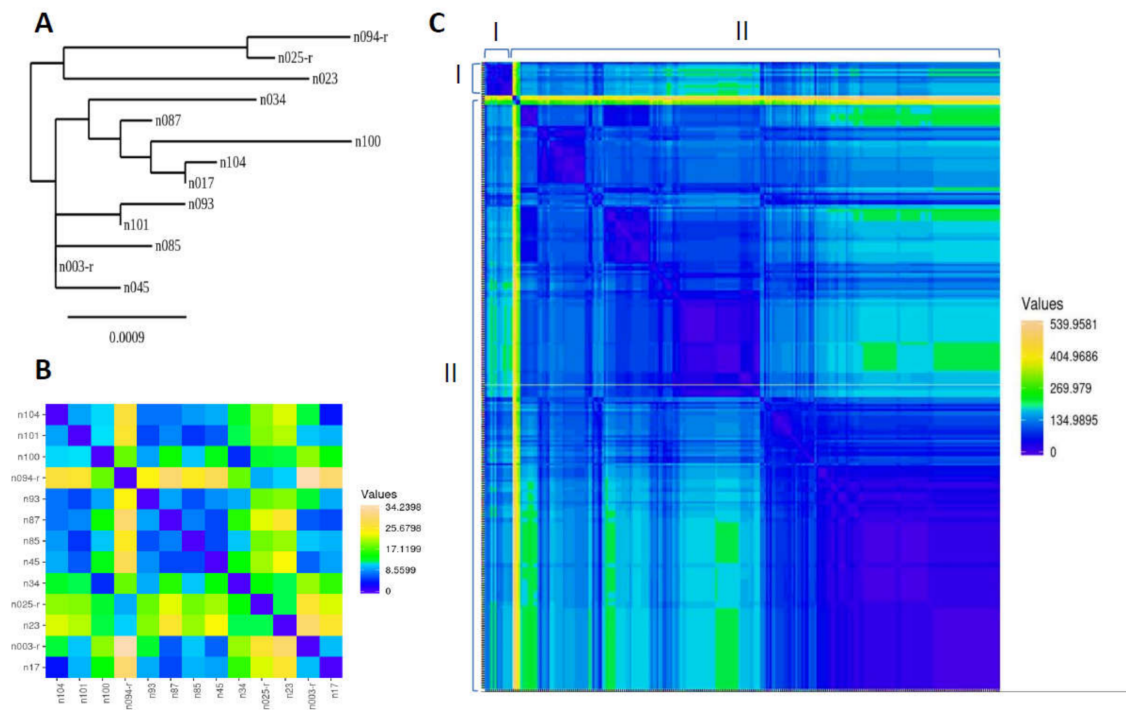 A
n094-r
n025-r
n023
n034
n087
n100
n104
n017
n093
n101
n085
n003-r
n045
0.0009
B
n104
n101
n100
n094-r
n93
n87
n85
n45
n34
n025-r
n23
n003-r
n17
n104 n101 n100 n094-r n93 n87 n85 n45 n34 n025-r n23 n003-r n17
Values
34.2398
25.6798
17.1199
8.5599
0
C
I II
I
II
Values
539.9581
404.9686
269.979
134.9895
0